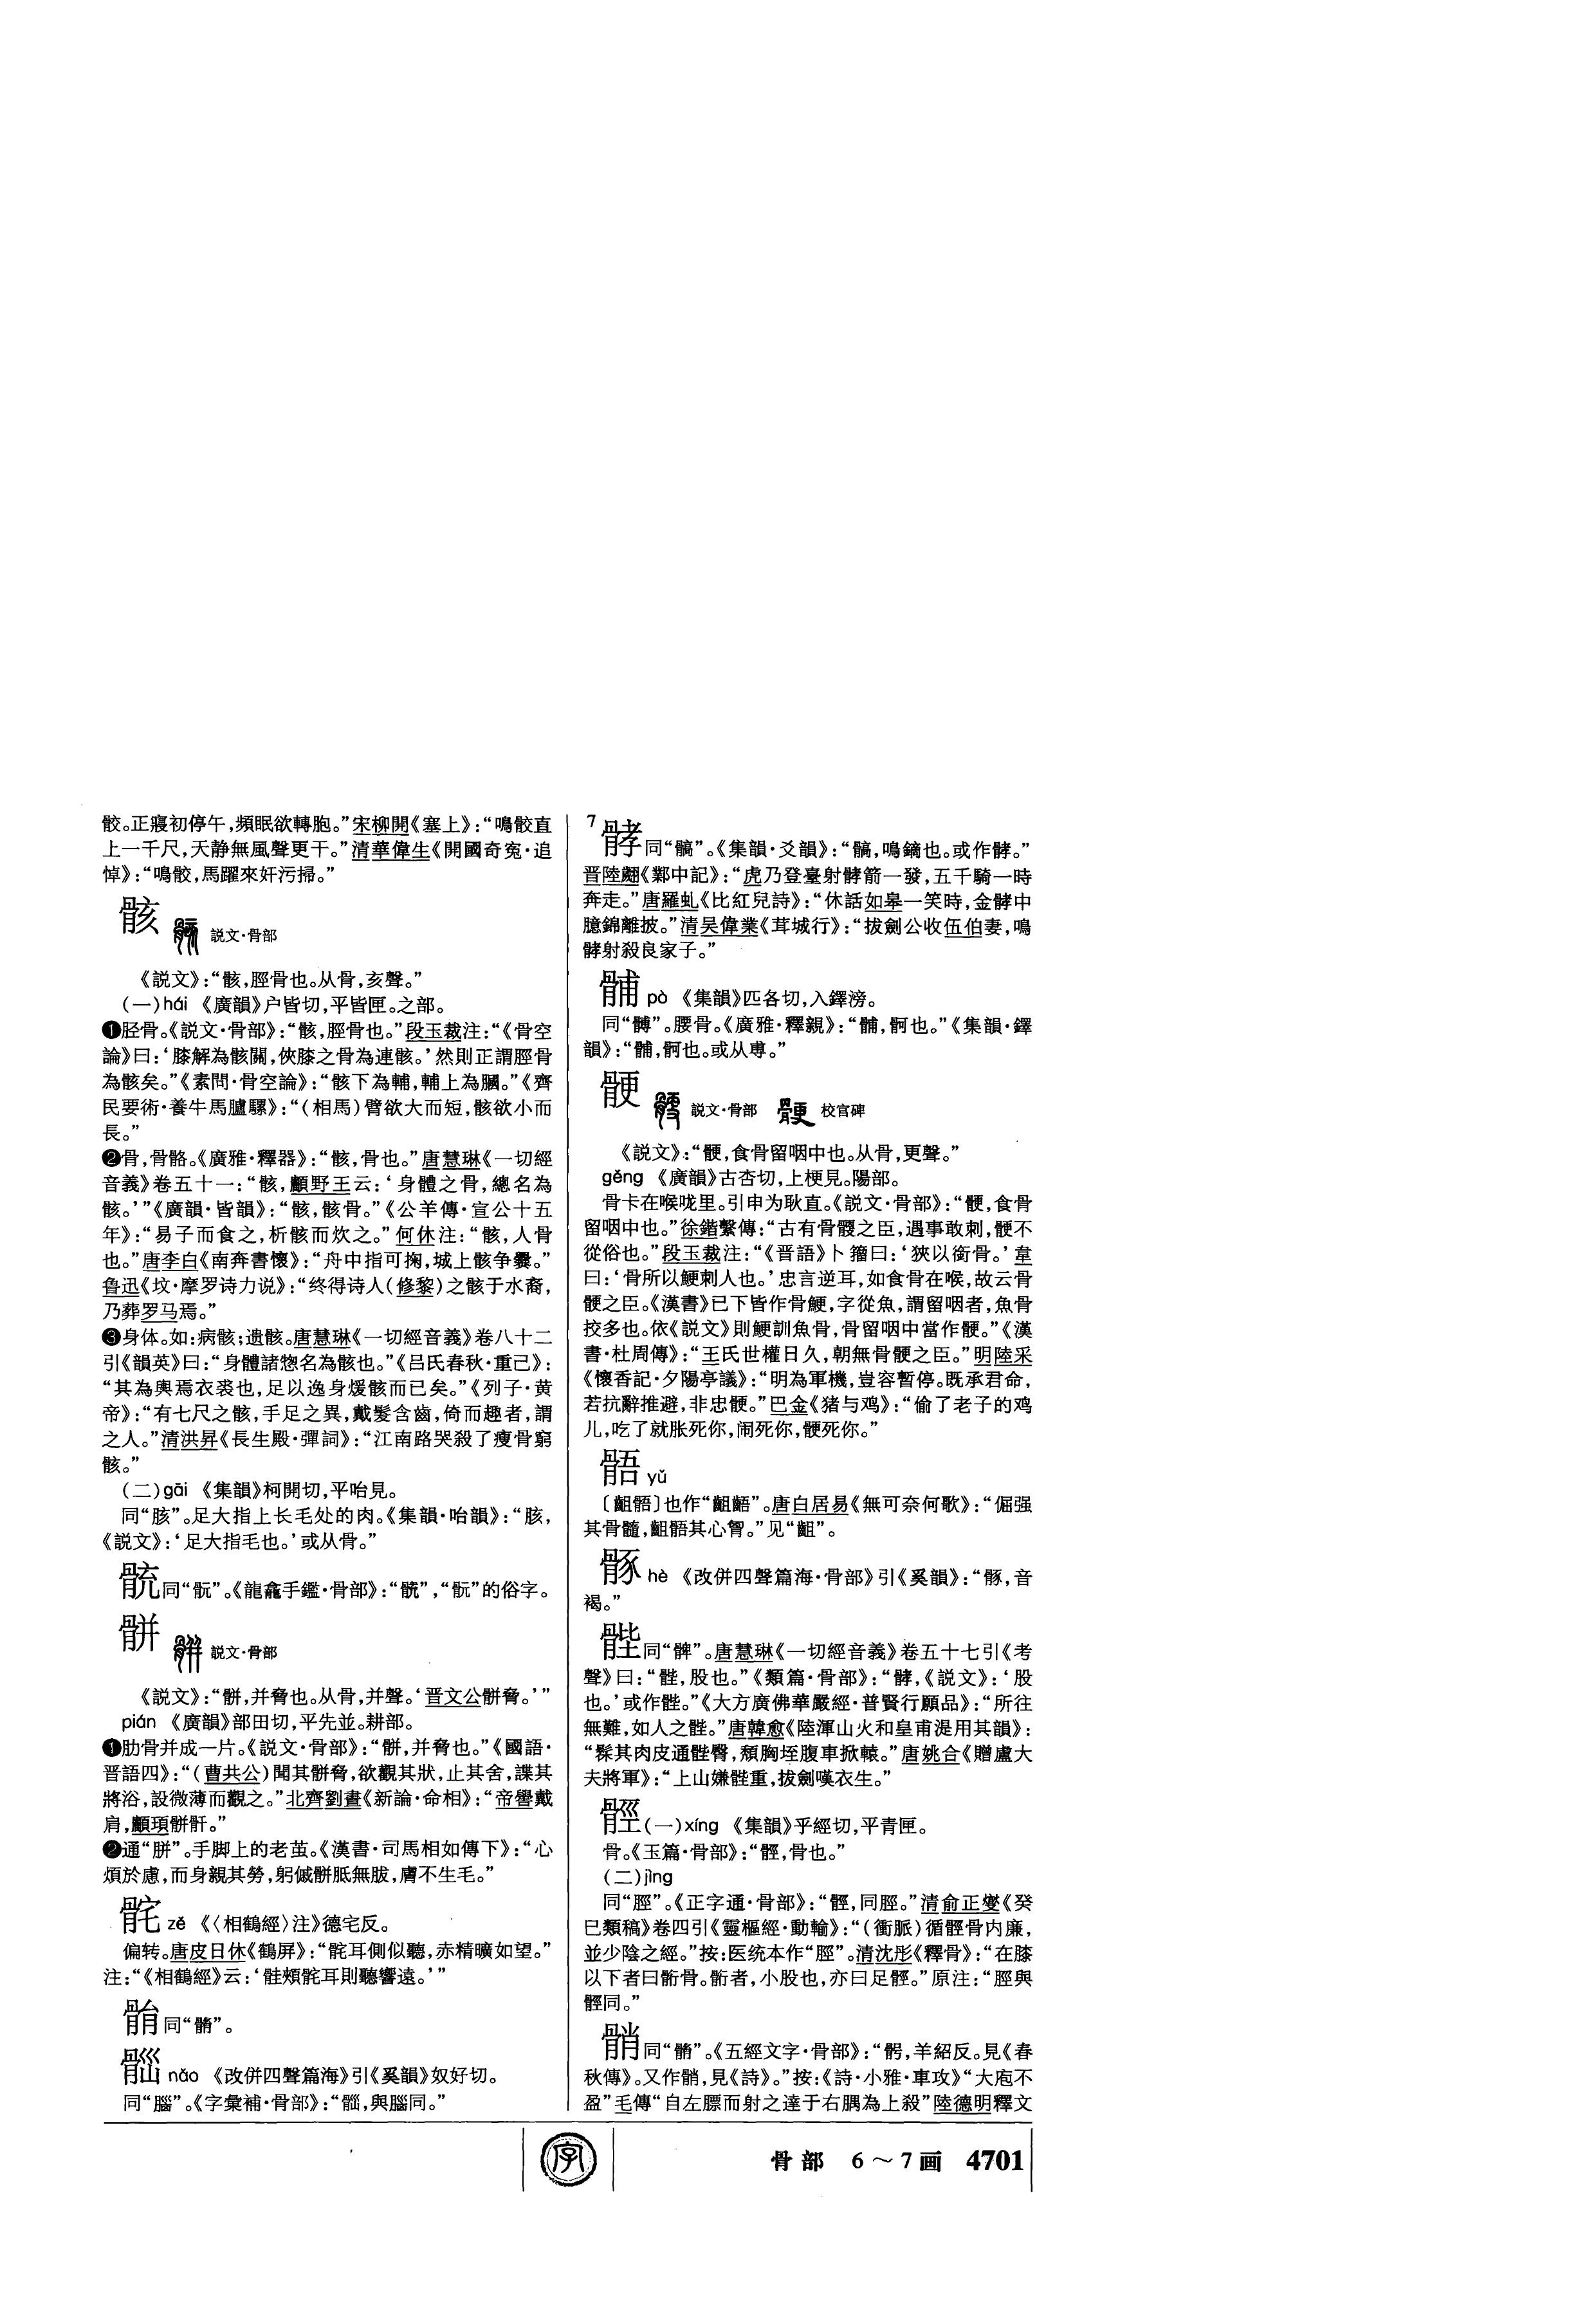 骹。正寢初停午,頻眠欲轉胞。”宋柳開《塞上》:“鳴骹直
上一千尺,天静無風聲更干。”清華偉生《開國奇寃·追
悼》:“鳴骹,馬躍來奸污掃。”
骸 説文·骨部
《説文》:“骸,脛骨也。从骨,亥聲。”
(一)hái 《廣韻》户皆切,平皆匣。之部。
❶胫骨。《説文·骨部》:“骸,脛骨也。”段玉裁注:“《骨空
論》曰:‘膝解為骸關,俠膝之骨為連骸。’然則正謂脛骨
為骸矣。”《素問·骨空論》:“骸下為輔,輔上為膕。”《齊
民要術·養牛馬驢騾》:“(相馬)臂欲大而短,骸欲小而
長。”
❷骨,骨骼。《廣雅·釋器》:“骸,骨也。”唐慧琳《一切經
音義》卷五十一:“骸,顧野王云:‘身體之骨,總名為
骸。’”《廣韻·皆韻》:“骸,骸骨。”《公羊傳·宣公十五
年》:“易子而食之,析骸而炊之。”何休注:“骸,人骨
也。”唐李白《南奔書懷》:“舟中指可掬,城上骸争爨。”
鲁迅《坟·摩罗诗力说》:“终得诗人(修黎)之骸于水裔,
乃葬罗马焉。”
❸身体。如:病骸;遗骸。唐慧琳《一切經音義》卷八十二
引《韻英》曰:“身體諸惣名為骸也。”《吕氏春秋·重己》:
“其為輿焉衣裘也,足以逸身煖骸而已矣。”《列子·黄
帝》:“有七尺之骸,手足之異,戴髮含齒,倚而趣者,謂
之人。”清洪昇《長生殿·彈詞》:“江南路哭殺了瘦骨窮
骸。”
(二)gāi 《集韻》柯開切,平咍見。
同“胲”。足大指上长毛处的肉。《集韻·咍韻》:“胲,
《説文》:‘足大指毛也。’或从骨。”
䯑同“骯”。《龍龕手鑑·骨部》:“䯑”,“骯”的俗字。
骿 説文·骨部
《説文》:“骿,并脅也。从骨,并聲。‘晋文公骿脅。’”
pián 《廣韻》部田切,平先並。耕部。
❶肋骨并成一片。《説文·骨部》:“骿,并脅也。”《國語·
晋語四》:“(曹共公)聞其骿脅,欲觀其狀,止其舍,諜其
將浴,設微薄而觀之。”北齊劉晝《新論·命相》:“帝嚳戴
肩,顓頊骿骭。”
❷通“胼”。手脚上的老茧。《漢書·司馬相如傳下》:“心
煩於慮,而身親其勞,躬傶骿胝無胈,膚不生毛。”
䯔 zě 《〈相鶴經〉注》德宅反。
偏转。唐皮日休《鶴屏》:“䯔耳側似聽,赤精曠如望。”
注:“《相鶴經》云:‘頰䯔耳則聽響遠。’”
同“䯚”。
nǎo 《改併四聲篇海》引《奚韻》奴好切。
同“腦”。《字彙補·骨部》:“與腦同。”
7
髇同“髇”。《集韻·爻韻》:“髇,鳴鏑也。或作䯨。”
晋陸翽《鄴中記》:“虎乃登臺射䯨箭一發,五千騎一時
奔走。”唐羅虬《比紅兒詩》:“休話如皋一笑時,金䯨中
臆錦離披。”清吴偉業《茸城行》:“拔劍公收伍伯妻,鳴
䯨射殺良家子。”
䯙 pò 《集韻》匹各切,入鐸滂。
同“髆”。腰骨。《廣雅·釋親》:“䯙,䯊也。”《集韻·鐸
韻》:“䯙,䯊也。或从尃。”
骾 説文·骨部 校官碑
《説文》:“骾,食骨留咽中也。从骨,更聲。”
gěng 《廣韻》古杏切,上梗見。陽部。
骨卡在喉咙里。引申为耿直。《説文·骨部》:“骾,食骨
留咽中也。”徐鍇繫傳:“古有骨骾之臣,遇事敢刺,骾不
從俗也。”段玉裁注:“《晋語》卜籀曰:‘狹以銜骨。’韋
曰:‘骨所以鯁刺人也。’忠言逆耳,如食骨在喉,故云骨
骾之臣。《漢書》已下皆作骨鯁,字從魚,謂留咽者,魚骨
挍多也。依《説文》則鯁訓魚骨,骨留咽中當作骾。”《漢
書·杜周傳》:“王氏世權日久,朝無骨骾之臣。”明陸采
《懷香記·夕陽亭議》:“明為軍機,豈容暫停。既承君命,
若抗辭推避,非忠骾。”巴金《猪与鸡》:“偷了老子的鸡
儿,吃了就胀死你,闹死你,骾死你。”
䯛 yǔ
〔齟䯛〕也作“齟齬”。唐白居易《無可奈何歌》:“倔强
其骨髓,齟䯛其心胷。”见“齟”。
hè 《改併四聲篇海·骨部》引《奚韻》:“音
褐。”
䏶同“髀”。唐慧琳《一切經音義》卷五十七引《考
聲》曰:“䯗,股也。”《類篇·骨部》:“髀,《説文》:‘股
也。’或作䯗。”《大方廣佛華嚴經·普賢行願品》:“所往
無難,如人之䯗。”唐韓愈《陸渾山火和皇甫湜用其韻》:
“髹其肉皮通䯗臀,頹胸垤腹車掀轅。”唐姚合《贈盧大
夫將軍》:“上山嫌䯗重,拔劍嘆衣生。”
䯒(一)xíng 《集韻》乎經切,平青匣。
骨。《玉篇·骨部》:“䯒,骨也。”
(二)jìng
同“脛”。《正字通·骨部》:“䯒,同脛。”清俞正燮《癸
巳類稿》卷四引《靈樞經·動輸》:“(衝脈)循䯒骨内廉,
並少陰之經。”按:医统本作“脛”。清沈彤《釋骨》:“在膝
以下者曰䯒骨。䯒者,小股也,亦曰足䯒。”原注:“脛與
䯒同。”
䯚同“䯚”。《五經文字·骨部》:“羊紹反。見《春
秋傳》。又作䯚,見《詩》。”按:《詩·小雅·車攻》“大庖不
盈”毛傳“自左膘而射之達于右腢為上殺”陸德明釋文
字
骨部 6～7画 4701